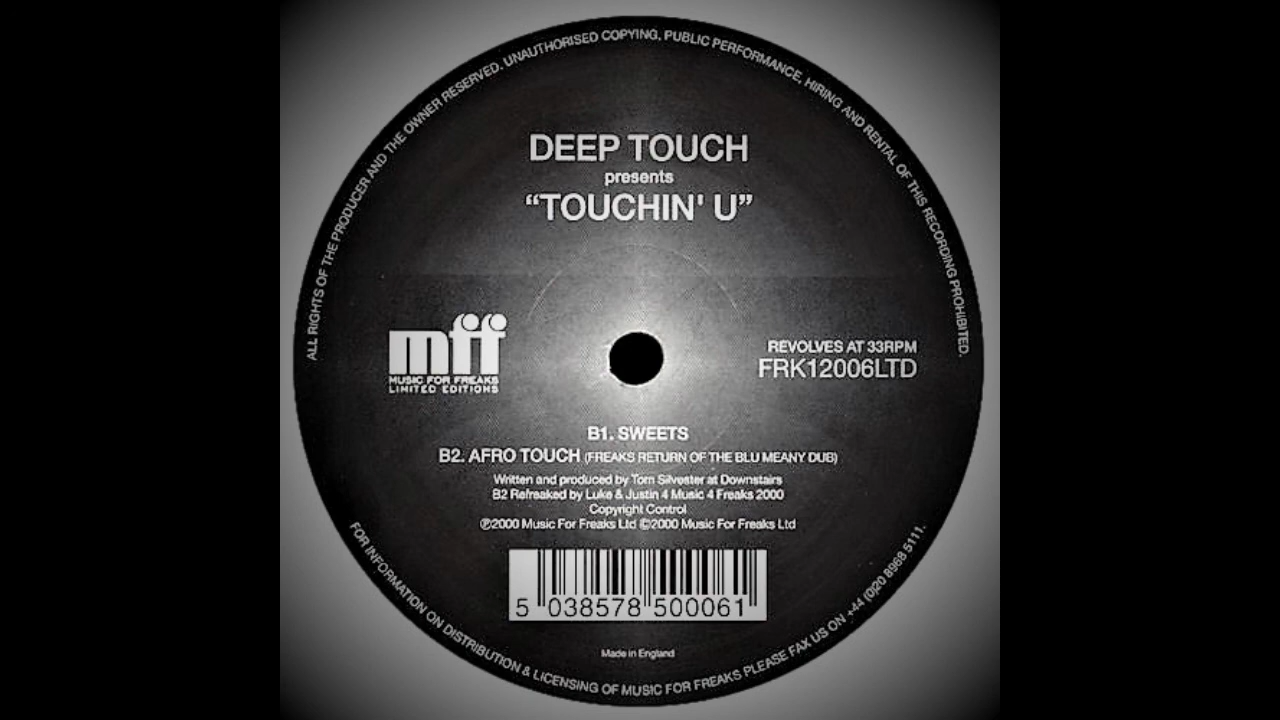 ALL RIGHTS OF THE PRODUCER AND THE OWNER RESERVED. UNAUTHORISED COPYING, PUBLIC PERFORMANCE, HIRING AND RENTAL OF THIS RECORDING PROHIBITED.
DEEP TOUCH
presents
“TOUCHIN' U”
mff
MUSIC FOR FREAKS
LIMITED EDITIONS
REVOLVES AT 33RPM
FRK12006LTD
B1. SWEETS
B2. AFRO TOUCH (FREAKS RETURN OF THE BLU MEANY DUB)
Written and produced by Tom Silvester at Downstairs
B2 Refreaked by Luke & Justin 4 Music 4 Freaks 2000
Copyright Control
℗2000 Music For Freaks Ltd ©2000 Music For Freaks Ltd
5 038578 500061
Made in England
FOR INFORMATION ON DISTRIBUTION & LICENSING OF MUSIC FOR FREAKS PLEASE FAX US ON +44 (0)20 8968 5111.